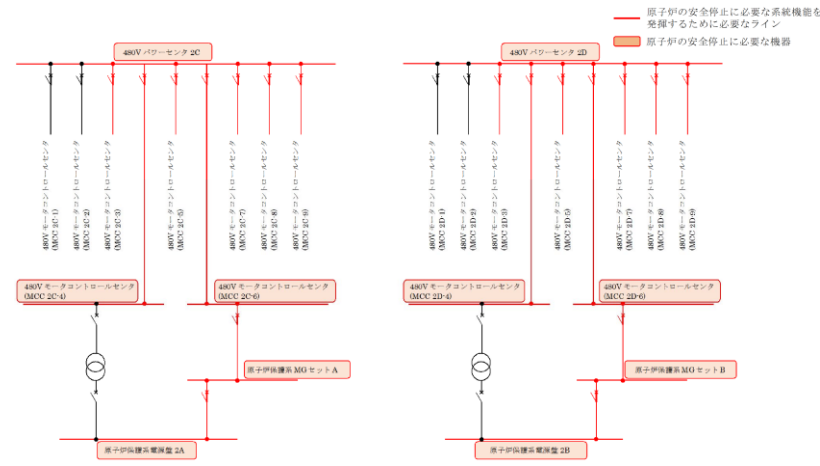 原子炉の安全停止に必要な系統機能を
発揮するために必要なライン
原子炉の安全停止に必要な機器
480V パワーセンタ 2C
480V パワーセンタ 2D
480V モータコントロールセンタ
(MCC 2C-1)
480V モータコントロールセンタ
(MCC 2C-2)
480V モータコントロールセンタ
(MCC 2C-3)
480V モータコントロールセンタ
(MCC 2C-5)
480V モータコントロールセンタ
(MCC 2C-7)
480V モータコントロールセンタ
(MCC 2C-8)
480V モータコントロールセンタ
(MCC 2C-9)
480V モータコントロールセンタ
(MCC 2D-1)
480V モータコントロールセンタ
(MCC 2D-2)
480V モータコントロールセンタ
(MCC 2D-3)
480V モータコントロールセンタ
(MCC 2D-5)
480V モータコントロールセンタ
(MCC 2D-7)
480V モータコントロールセンタ
(MCC 2D-8)
480V モータコントロールセンタ
(MCC 2D-9)
480V モータコントロールセンタ
(MCC 2C-4)
480V モータコントロールセンタ
(MCC 2C-6)
480V モータコントロールセンタ
(MCC 2D-4)
480V モータコントロールセンタ
(MCC 2D-6)
原子炉保護系 MG セット A
原子炉保護系 MG セット B
原子炉保護系電源盤 2A
原子炉保護系電源盤 2B